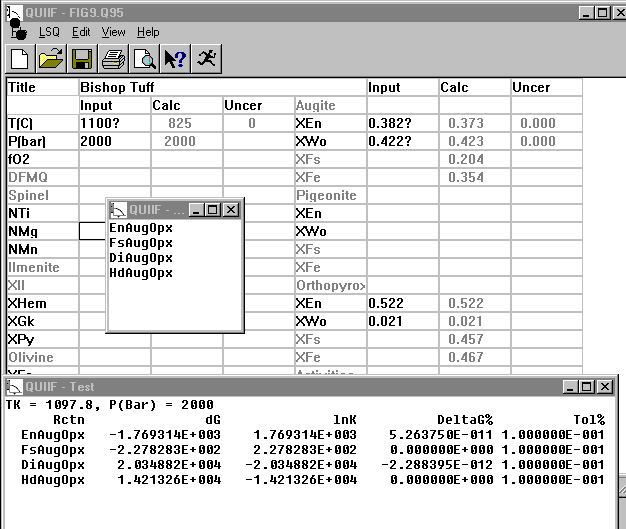 QUIlF - FIG9.Q95
File LSQ Edit View Help
Title Bishop Tuff Input Calc Uncer
Input Calc Uncer Augite
T(C) 1100? 825 0 XEn 0.382? 0.373 0.000
P(bar) 2000 2000 XWo 0.422? 0.423 0.000
fO2 XFs 0.204
DFMQ XFe 0.354
Spinel Pigeonite
NTi XEn
NMg XWo
NMn XFs
Ilmenite XFe
XIl Orthopyrox
XHem XEn 0.522 0.522
XGk XWo 0.021 0.021
XPy XFs 0.457
Olivine XFe 0.467
QUIlF - ...
EnAugOpx
FsAugOpx
DiAugOpx
HdAugOpx
QUIlF - Test
TK = 1097.8, P(Bar) = 2000
Rctn dG lnK DeltaG% Tol%
EnAugOpx -1.769314E+003 1.769314E+003 5.263750E-011 1.000000E-001
FsAugOpx -2.278283E+002 2.278283E+002 0.000000E+000 1.000000E-001
DiAugOpx 2.034882E+004 -2.034882E+004 -2.288395E-012 1.000000E-001
HdAugOpx 1.421326E+004 -1.421326E+004 0.000000E+000 1.000000E-001